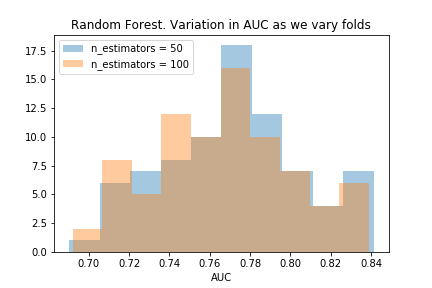 Random Forest. Variation in AUC as we vary folds
n_estimators = 50
n_estimators = 100
17.5
15.0
12.5
10.0
7.5
5.0
2.5
0.0
0.70 0.72 0.74 0.76 0.78 0.80 0.82 0.84
AUC